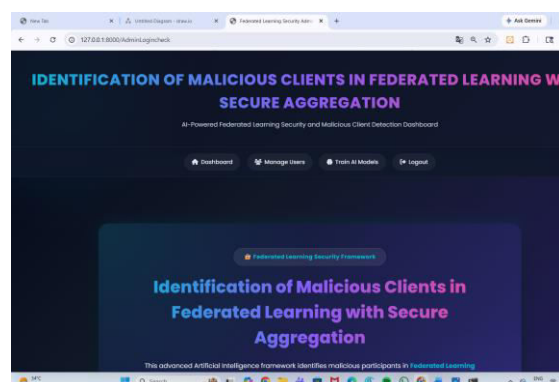 New Tab
Untitled Diagram - draw.io
Federated Learning Security Admi
Ask Gemini
127.0.0.1:8000/AdminLogincheck
IDENTIFICATION OF MALICIOUS CLIENTS IN FEDERATED LEARNING W
SECURE AGGREGATION
AI-Powered Federated Learning Security and Malicious Client Detection Dashboard
Dashboard
Manage Users
Train AI Models
Logout
Federated Learning Security Framework
Identification of Malicious Clients in
Federated Learning with Secure
Aggregation
This advanced Artificial Intelligence framework identifies malicious participants in Federated Learning
Search
ENG